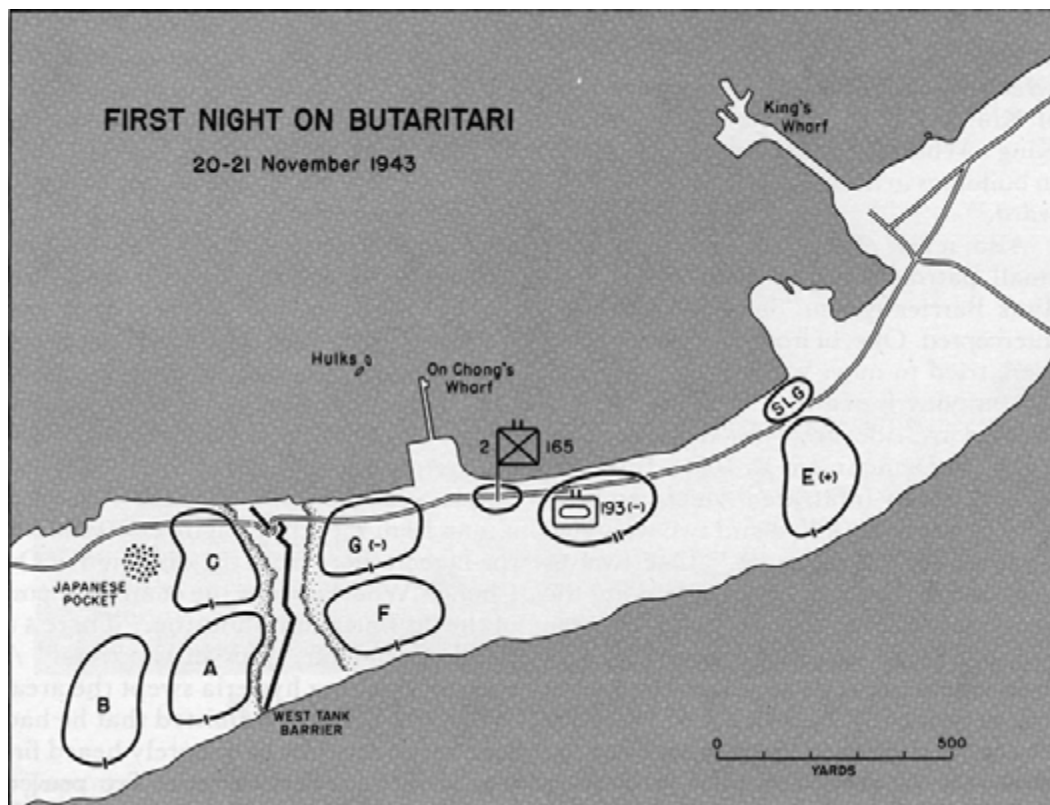 FIRST NIGHT ON BUTARITARI
20-21 November 1943
King's
Wharf
Hulks
On Chong's
Wharf
2
165
SLG
E (+)
193(-)
G (-)
C
JAPANESE
POCKET
F
A
B
WEST TANK
BARRIER
0
500
YARDS